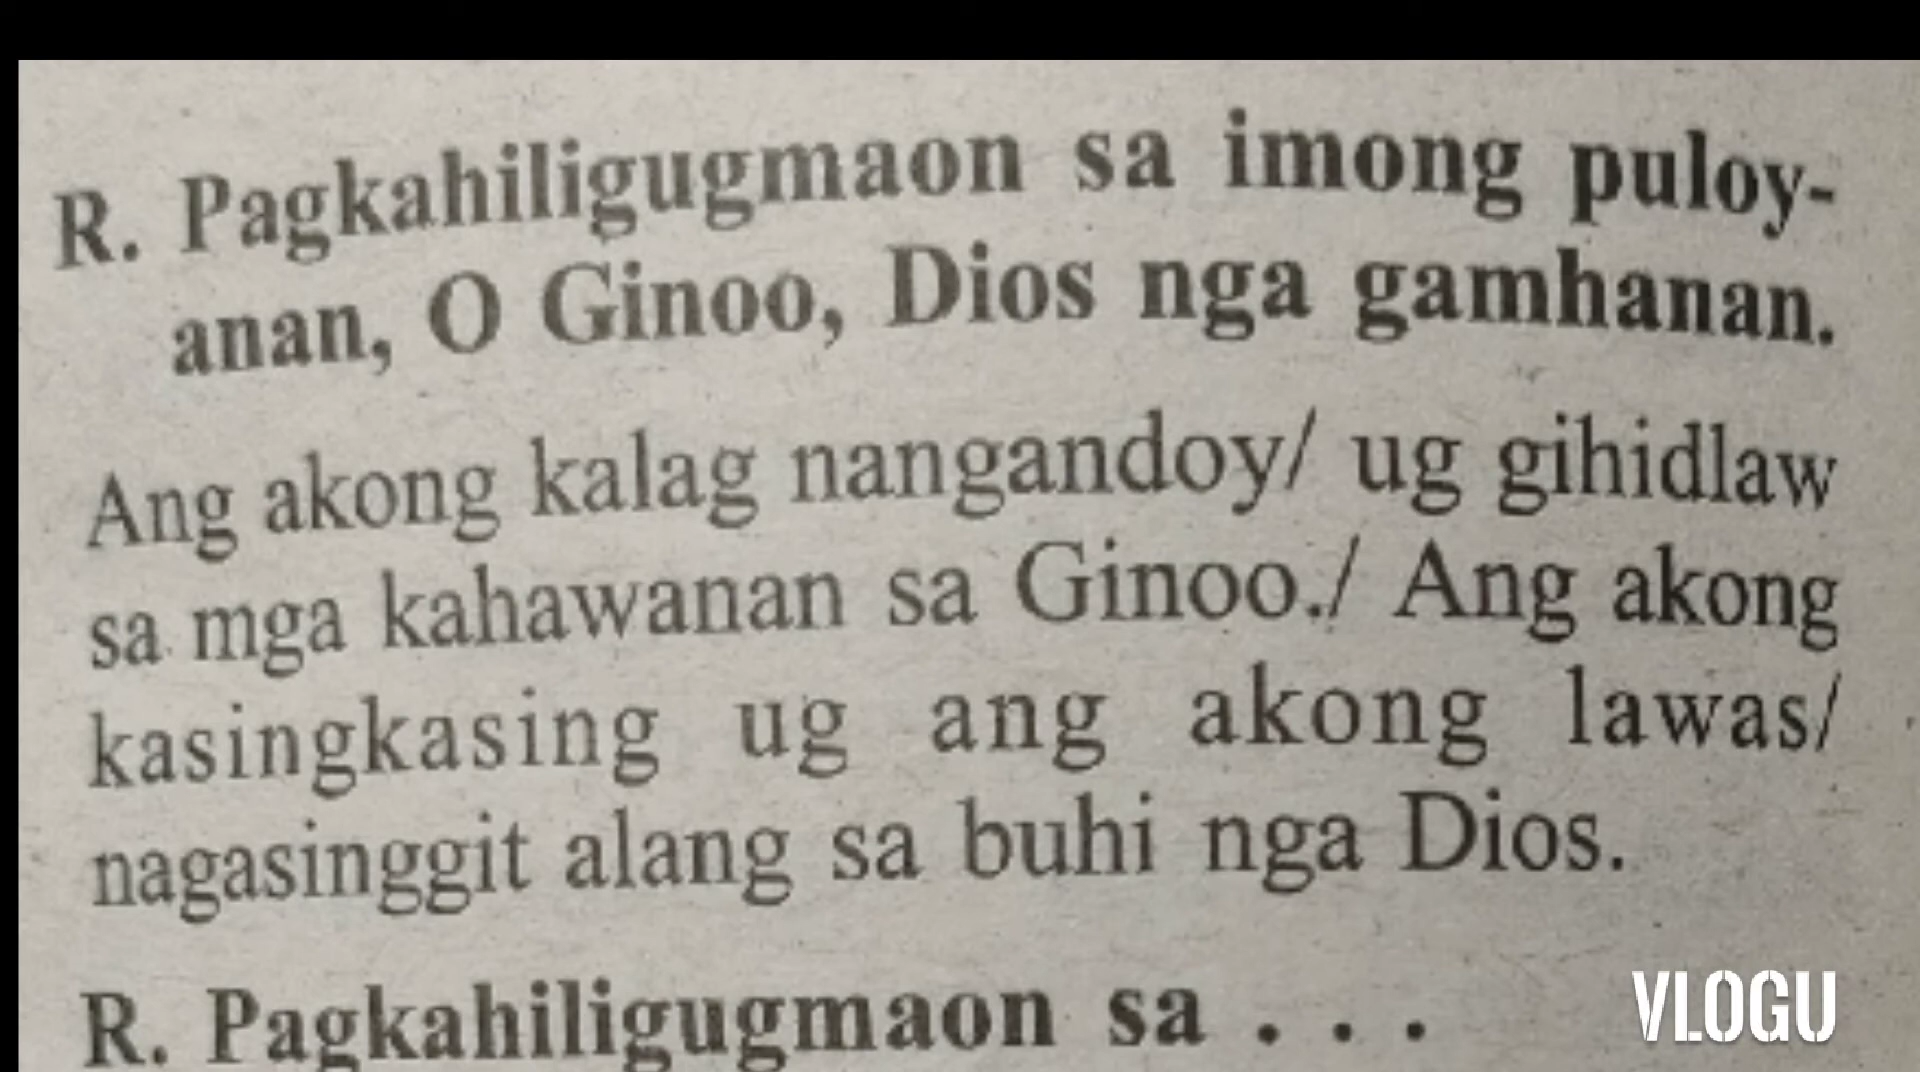 R. Pagkahiligugmaon sa imong puloy-
anan, O Ginoo, Dios nga gamhanan.
Ang akong kalag nangandoy/ ug gihidlaw
sa mga kahawanan sa Ginoo./ Ang akong
kasingkasing ug ang akong lawas/
nagasinggit alang sa buhi nga Dios.
R. Pagkahiligugmaon sa . . .
VLOGU